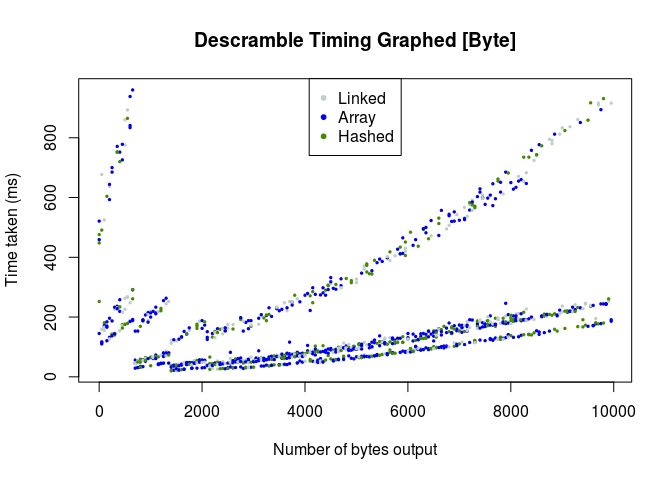 Descramble Timing Graphed [Byte]
Linked
Array
Hashed
Time taken (ms)
800
600
400
200
0
0 2000 4000 6000 8000 10000
Number of bytes output